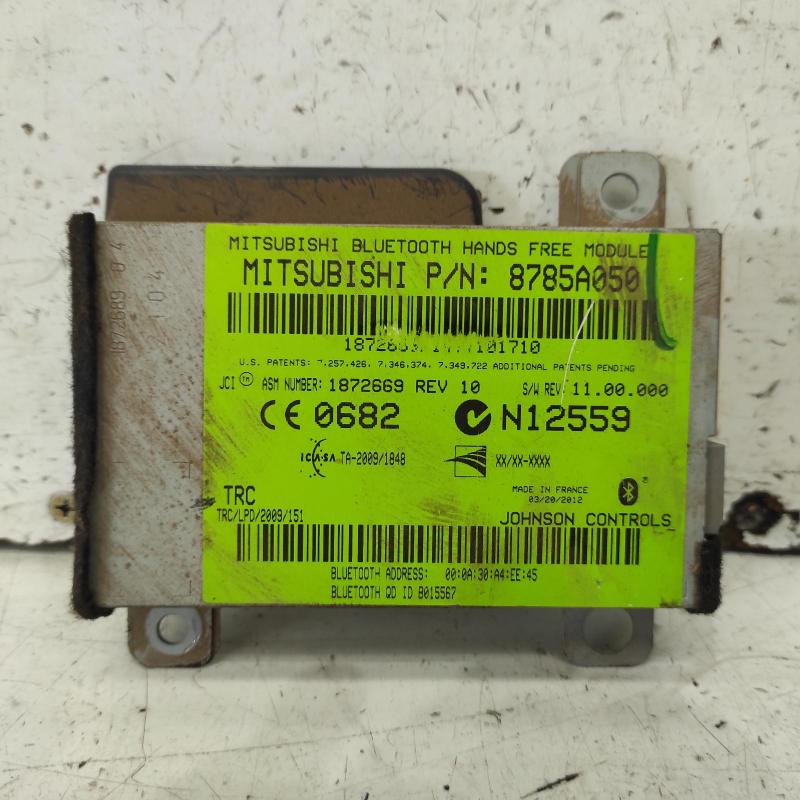 MITSUBISHI BLUETOOTH HANDS FREE MODULE
MITSUBISHI P/N: 8785A050
U.S. PATENTS: 7,257,426, 7,346,374, 7,349,722 ADDITIONAL PATENTS PENDING
JCI TM ASM NUMBER: 1872669 REV 10 S/W REV: 11.00.000
CE 0682 N12559
ICASA TA-2009/1848 XX/XX-XXXX
TRC
TRC/LPD/2009/151
MADE IN FRANCE
03/20/2012
JOHNSON CONTROLS
BLUETOOTH ADDRESS: 00:0A:30:A4:EE:45
BLUETOOTH QD ID B015567
104